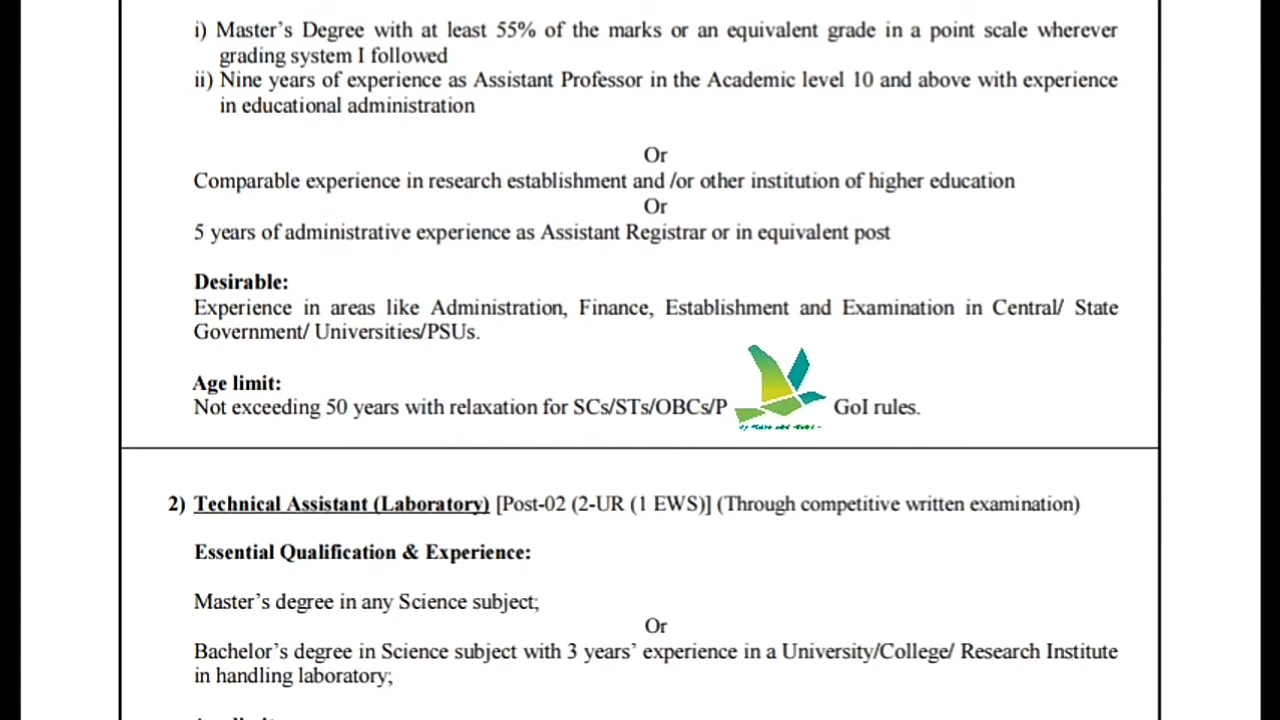 i) Master’s Degree with at least 55% of the marks or an equivalent grade in a point scale wherever
grading system I followed
ii) Nine years of experience as Assistant Professor in the Academic level 10 and above with experience
in educational administration
Or
Comparable experience in research establishment and /or other institution of higher education
Or
5 years of administrative experience as Assistant Registrar or in equivalent post
Desirable:
Experience in areas like Administration, Finance, Establishment and Examination in Central/ State
Government/ Universities/PSUs.
Age limit:
Not exceeding 50 years with relaxation for SCs/STs/OBCs/P GoI rules.
2) Technical Assistant (Laboratory) [Post-02 (2-UR (1 EWS)] (Through competitive written examination)
Essential Qualification & Experience:
Master’s degree in any Science subject;
Or
Bachelor’s degree in Science subject with 3 years’ experience in a University/College/ Research Institute
in handling laboratory;